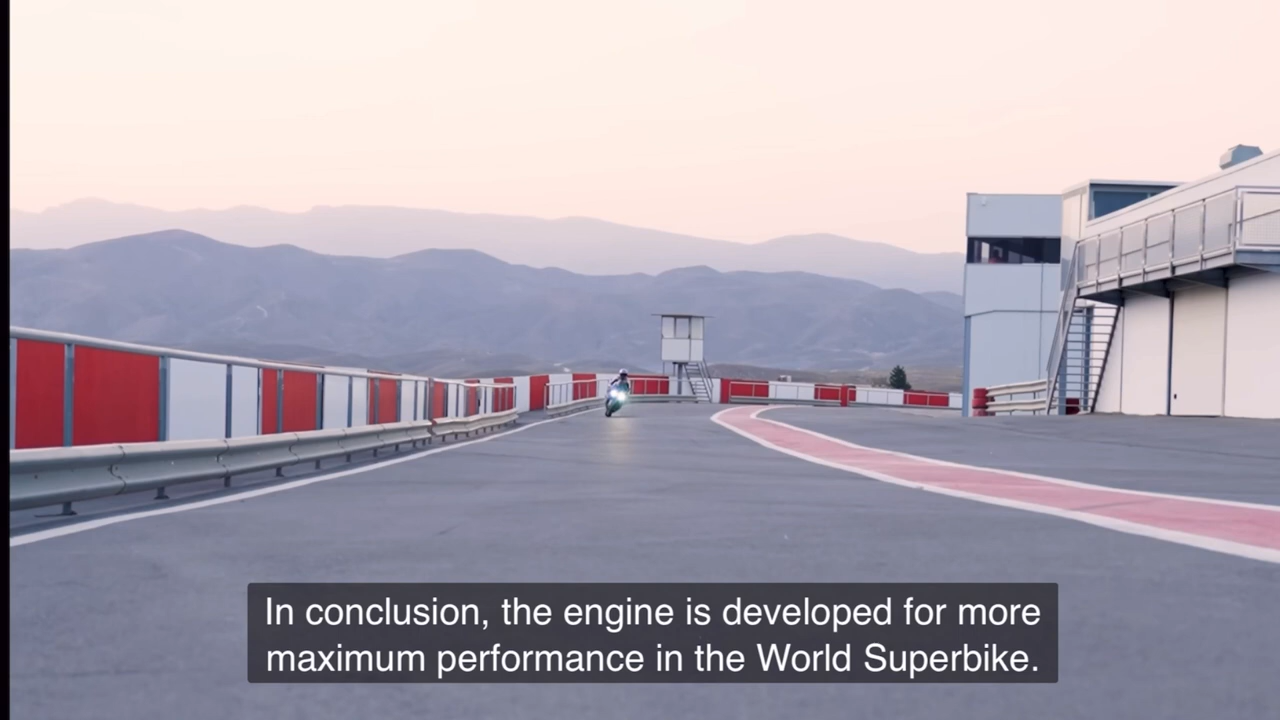 In conclusion, the engine is developed for more
maximum performance in the World Superbike.